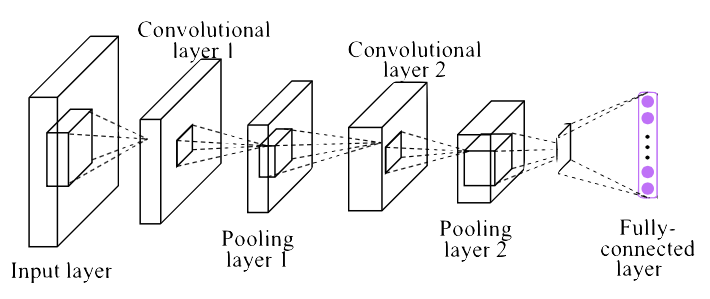 Convolutional
layer 1
Convolutional
layer 2
Input layer
Pooling
layer 1
Pooling
layer 2
Fully-
connected
layer